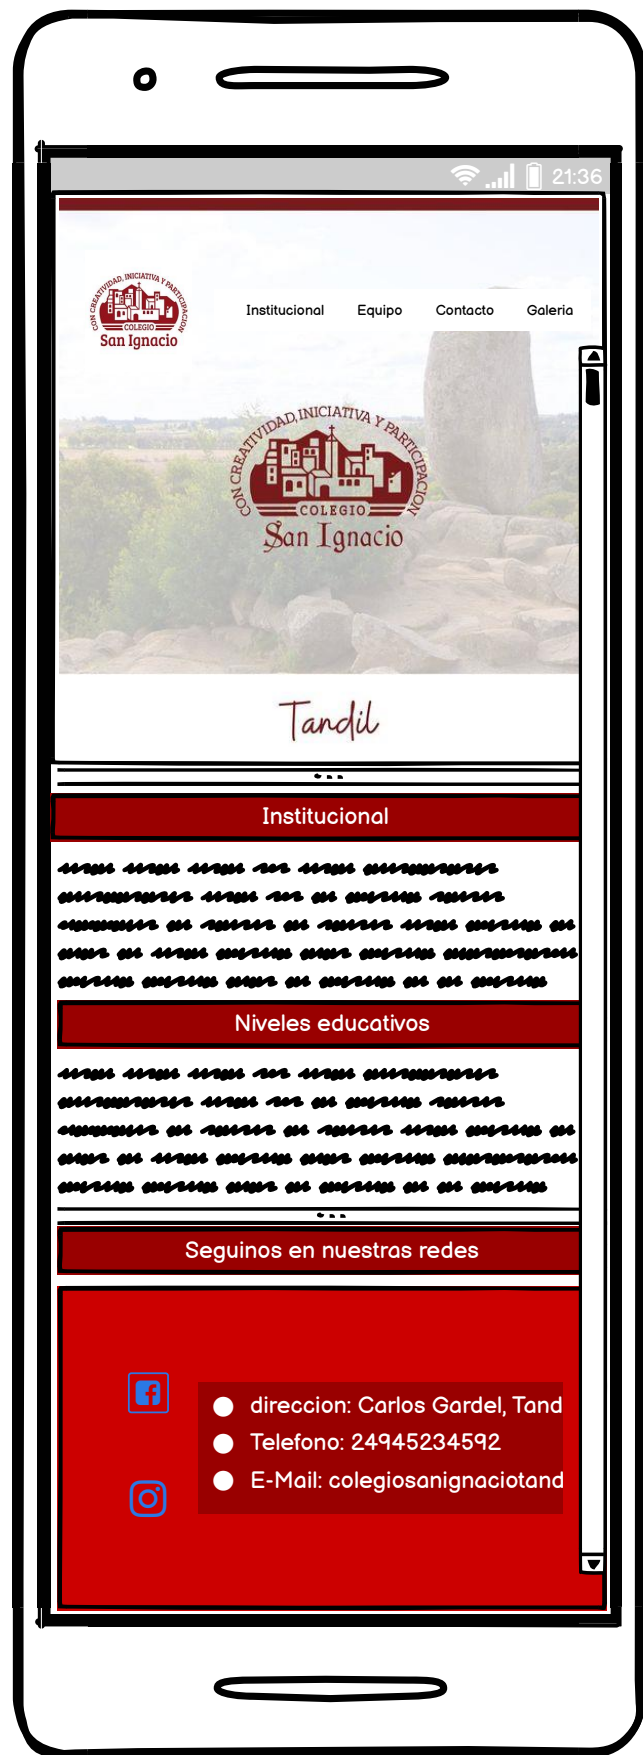 21:36
CON CREATIVIDAD, INICIATIVA Y PARTICIPACION
COLEGIO
San Ignacio
Institucional Equipo Contacto Galeria
CON CREATIVIDAD, INICIATIVA Y PARTICIPACION
COLEGIO
San Ignacio
Tandil
Institucional
Niveles educativos
Seguinos en nuestras redes
direccion: Carlos Gardel, Tand
Telefono: 24945234592
E-Mail: colegiosanignaciotand